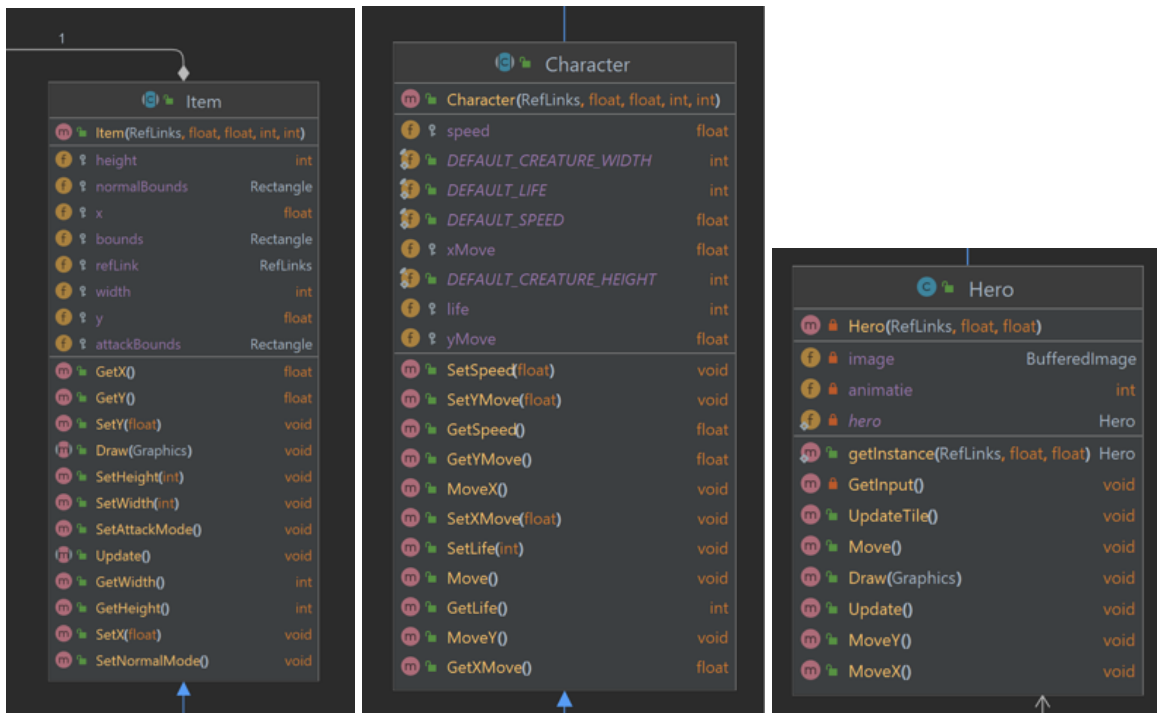 1
Item
Item(RefLinks, float, float, int, int)
height int
normalBounds Rectangle
x float
bounds Rectangle
refLink RefLinks
width int
y float
attackBounds Rectangle
GetX() float
GetY() float
SetY(float) void
Draw(Graphics) void
SetHeight(int) void
SetWidth(int) void
SetAttackMode() void
Update() void
GetWidth() int
GetHeight() int
SetX(float) void
SetNormalMode() void
Character
Character(RefLinks, float, float, int, int)
speed float
DEFAULT_CREATURE_WIDTH int
DEFAULT_LIFE int
DEFAULT_SPEED float
xMove float
DEFAULT_CREATURE_HEIGHT int
life int
yMove float
SetSpeed(float) void
SetYMove(float) void
GetSpeed() float
GetYMove() float
MoveX() void
SetXMove(float) void
SetLife(int) void
Move() void
GetLife() int
MoveY() void
GetXMove() float
Hero
Hero(RefLinks, float, float)
image BufferedImage
animatie int
hero Hero
getInstance(RefLinks, float, float) Hero
GetInput() void
UpdateTile() void
Move() void
Draw(Graphics) void
Update() void
MoveY() void
MoveX() void